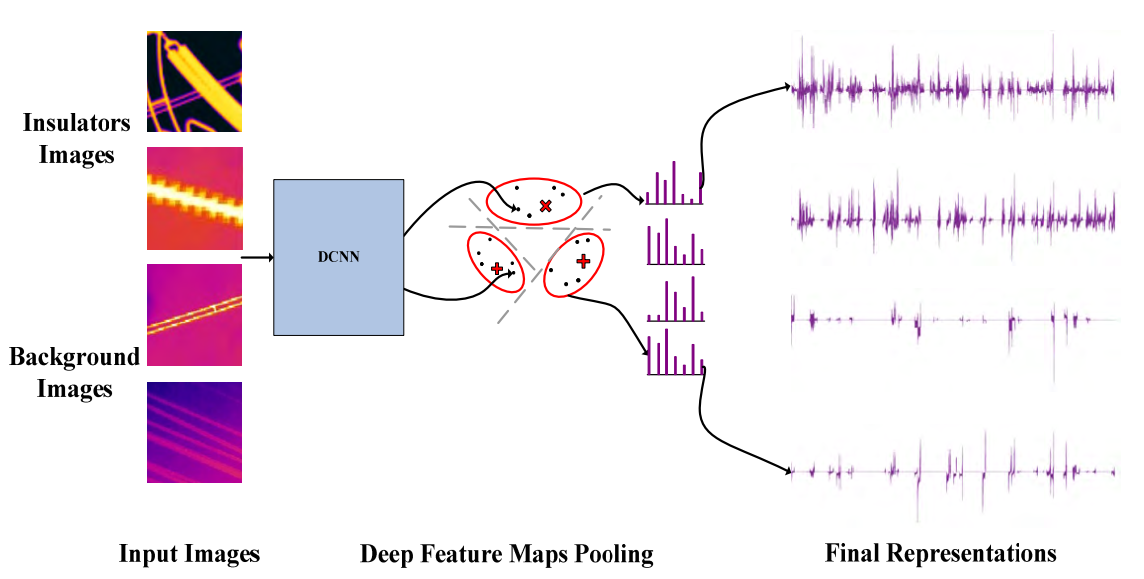 Insulators
Images
Background
Images
DCNN
Input Images
Deep Feature Maps Pooling
Final Representations